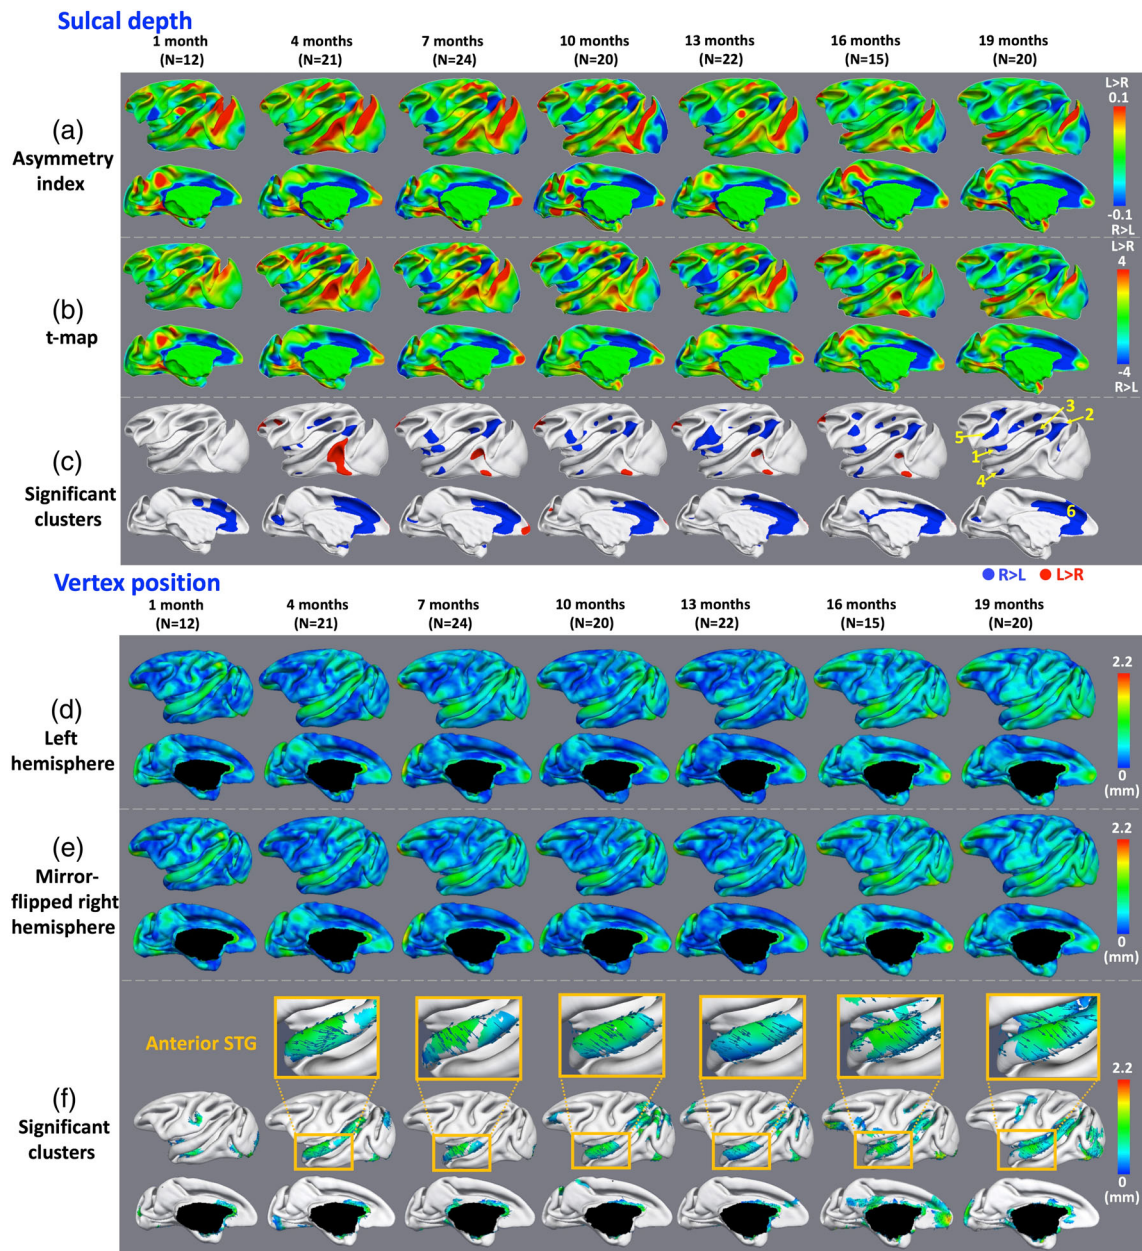 Sulcal depth
1 month 4 months 7 months 10 months 13 months 16 months 19 months
(N=12) (N=21) (N=24) (N=20) (N=22) (N=15) (N=20)
L>R
0.1
(a)
Asymmetry
index
-0.1
R>L
L>R
4
(b)
t-map
-4
R>L
3
2
5
1
4
(c)
Significant
clusters
6
R>L L>R
Vertex position
1 month 4 months 7 months 10 months 13 months 16 months 19 months
(N=12) (N=21) (N=24) (N=20) (N=22) (N=15) (N=20)
2.2
(d)
Left
hemisphere
0
(mm)
2.2
(e)
Mirror-
flipped right
hemisphere
0
(mm)
Anterior STG
2.2
(f)
Significant
clusters
0
(mm)